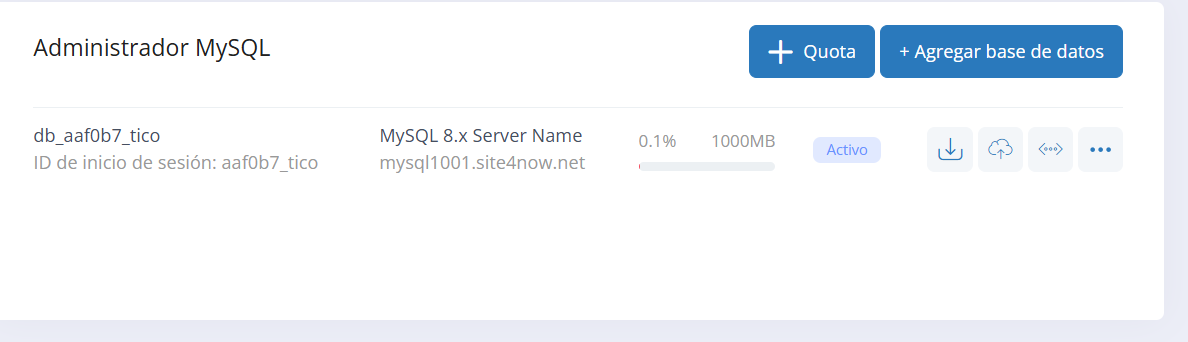 Administrador MySQL
Quota
+ Agregar base de datos
db_aaf0b7_tico
ID de inicio de sesión: aaf0b7_tico
MySQL 8.x Server Name
mysql1001.site4now.net
0.1% 1000MB
Activo